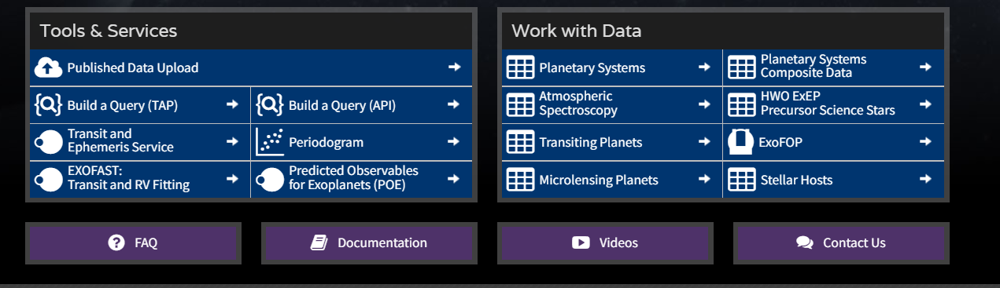 Tools & Services
Published Data Upload
Build a Query (TAP)
Build a Query (API)
Transit and
Ephemeris Service
Periodogram
EXOFAST:
Transit and RV Fitting
Predicted Observables
for Exoplanets (POE)
Work with Data
Planetary Systems
Planetary Systems
Composite Data
Atmospheric
Spectroscopy
HWO ExEP
Precursor Science Stars
Transiting Planets
ExoFOP
Microlensing Planets
Stellar Hosts
FAQ
Documentation
Videos
Contact Us